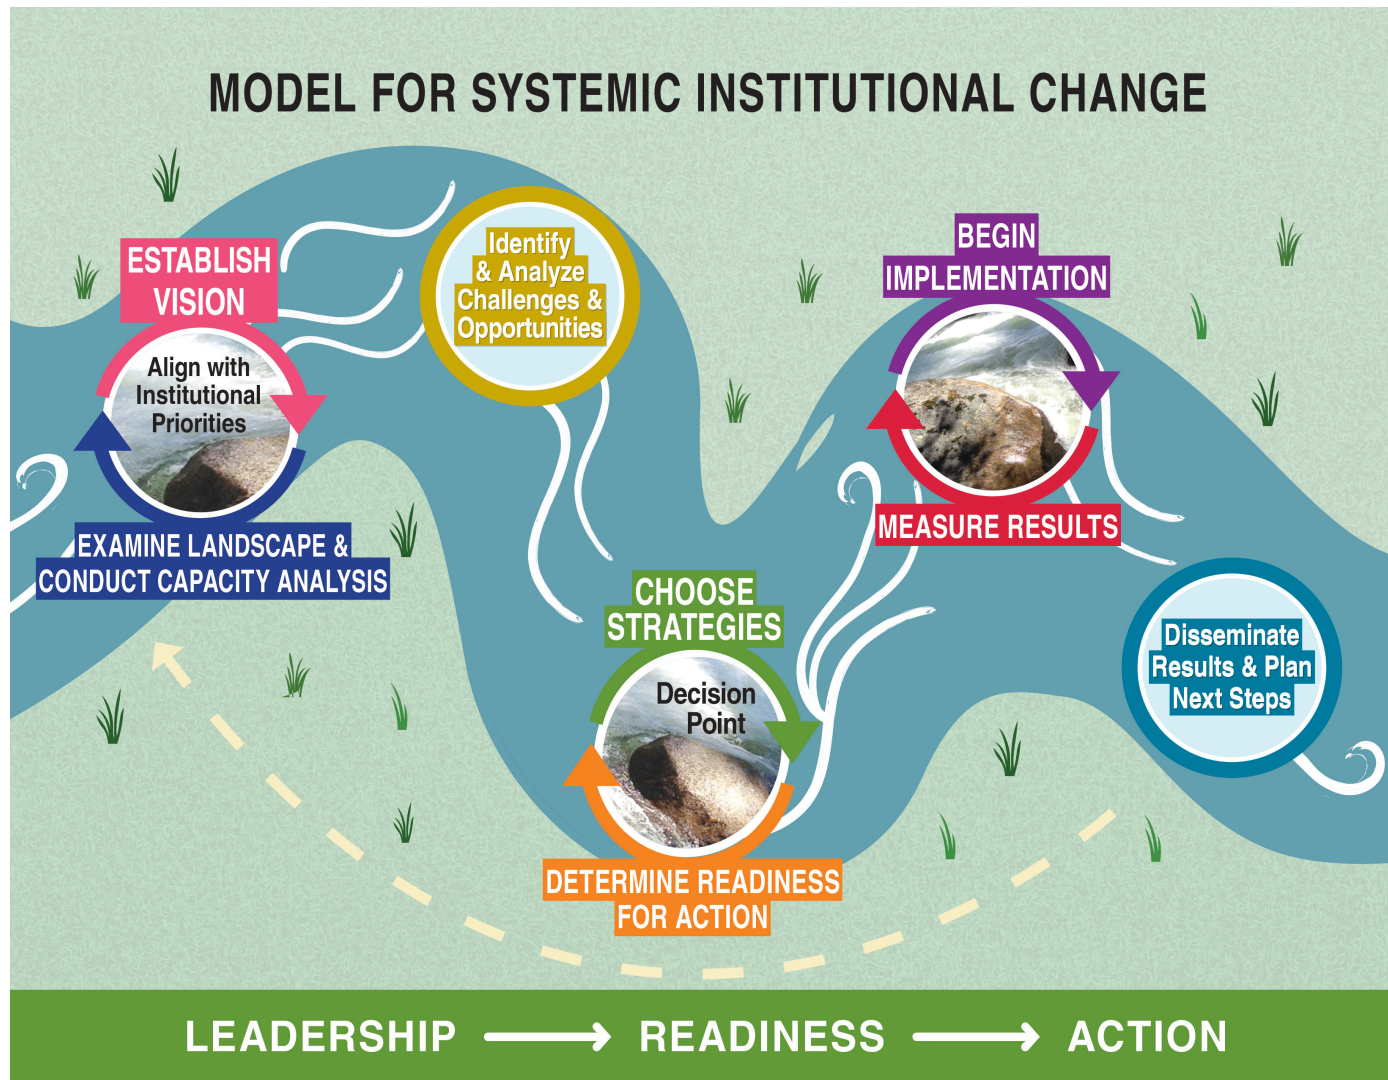 MODEL FOR SYSTEMIC INSTITUTIONAL CHANGE
ESTABLISH
VISION
Align with
Institutional
Priorities
EXAMINE LANDSCAPE &
CONDUCT CAPACITY ANALYSIS
Identify
& Analyze
Challenges &
Opportunities
CHOOSE
STRATEGIES
Decision
Point
DETERMINE READINESS
FOR ACTION
BEGIN
IMPLEMENTATION
MEASURE RESULTS
Disseminate
Results & Plan
Next Steps
LEADERSHIP → READINESS → ACTION